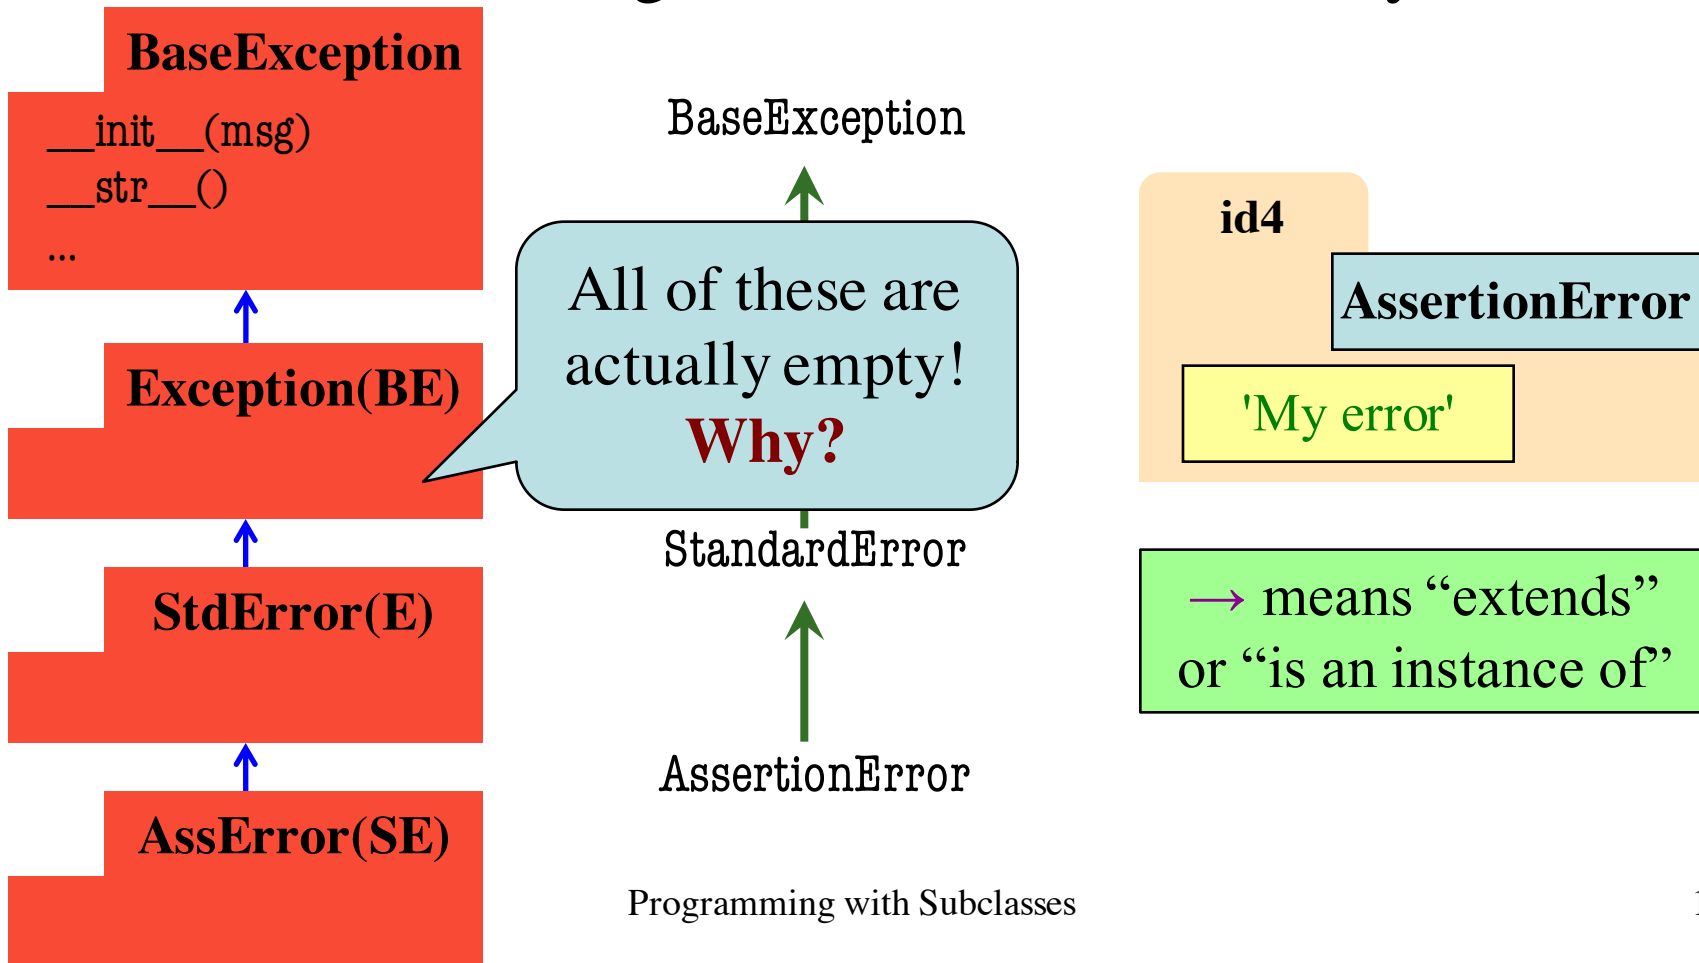 BaseException
__init__(msg)
__str__()
...
Exception(BE)
StdError(E)
AssError(SE)
BaseException
All of these are
actually empty!
Why?
StandardError
AssertionError
id4
AssertionError
'My error'
→ means “extends”
or “is an instance of”
Programming with Subclasses